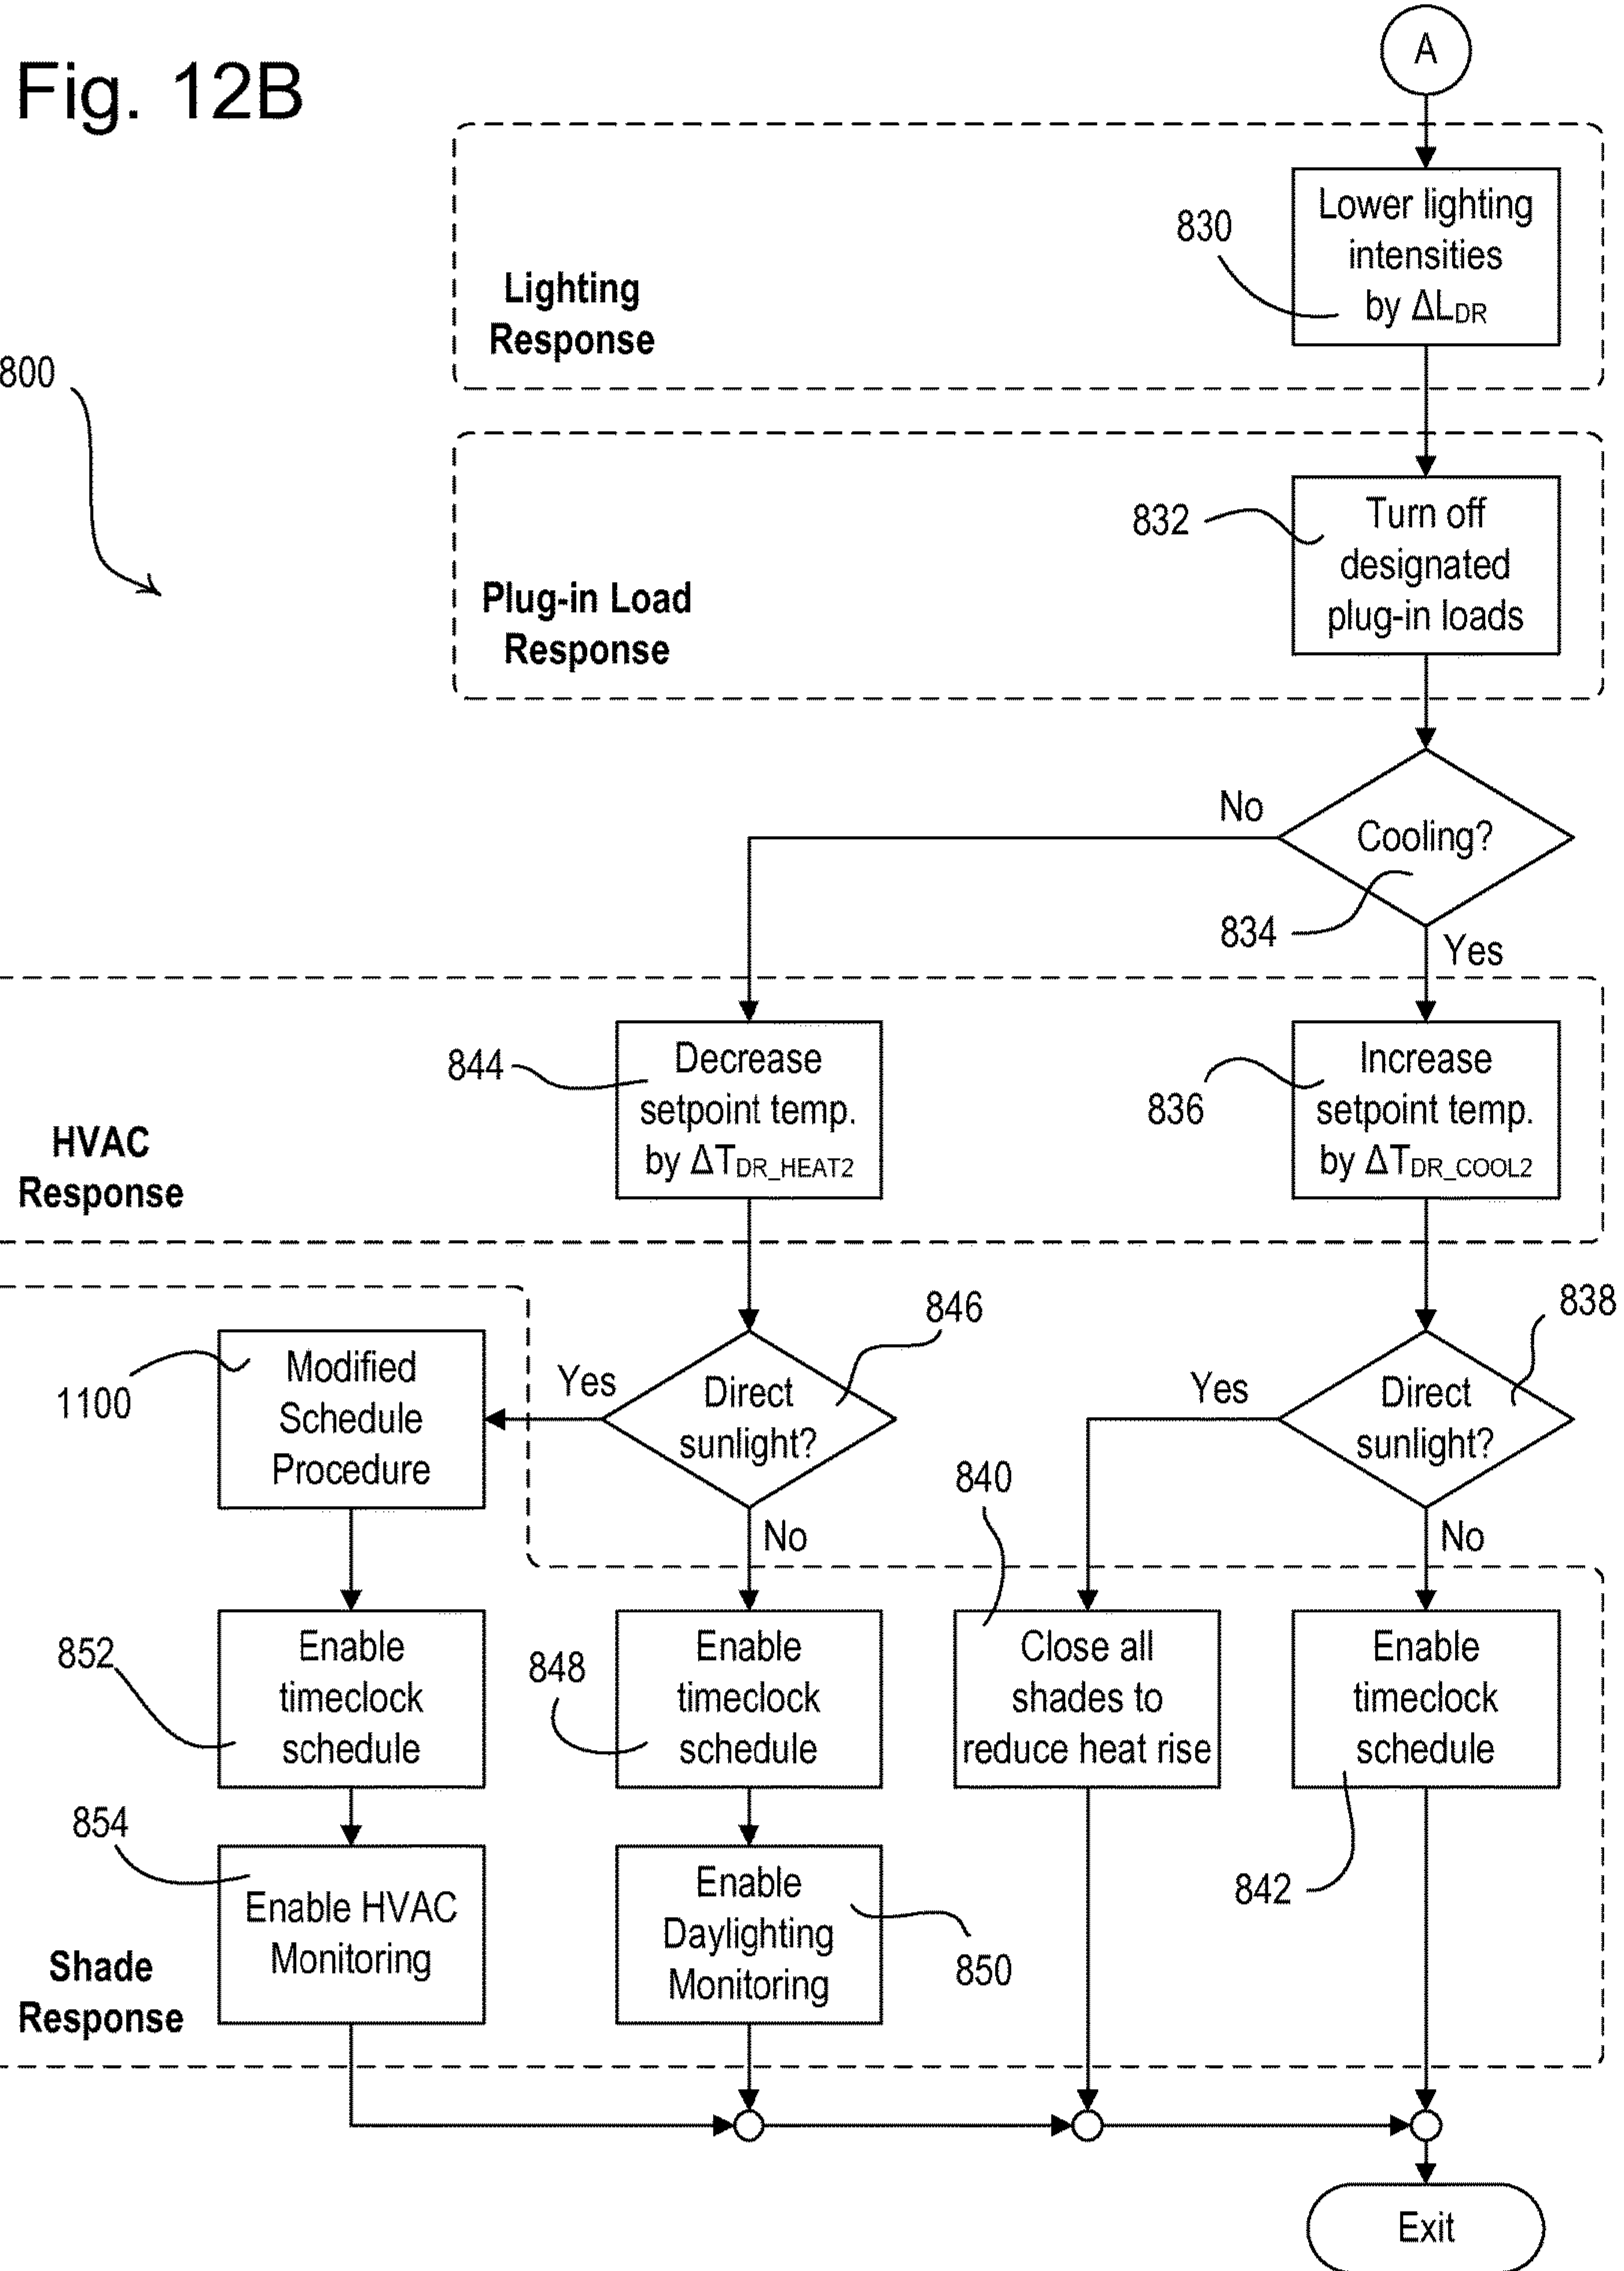 Fig. 12B
A
800
Lighting
Response
830
Lower lighting
intensities
by ΔLDR
Plug-in Load
Response
832
Turn off
designated
plug-in loads
Cooling?
834
No
Yes
HVAC
Response
844
Decrease
setpoint temp.
by ΔTDR_HEAT2
836
Increase
setpoint temp.
by ΔTDR_COOL2
1100
Modified
Schedule
Procedure
Yes
Direct
sunlight?
846
No
Yes
Direct
sunlight?
838
No
852
Enable
timeclock
schedule
848
Enable
timeclock
schedule
840
Close all
shades to
reduce heat rise
Enable
timeclock
schedule
842
854
Enable HVAC
Monitoring
Enable
Daylighting
Monitoring
850
Shade
Response
Exit